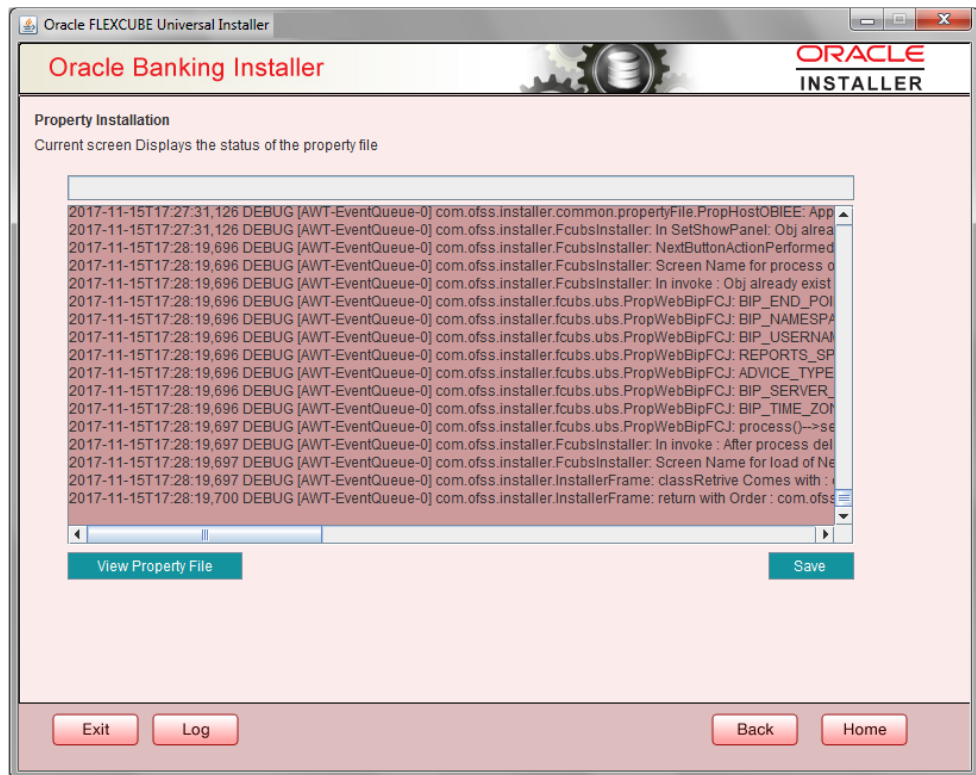 Oracle FLEXCUBE Universal Installer
Oracle Banking Installer
ORACLE
INSTALLER
Property Installation
Current screen Displays the status of the property file
2017-11-15T17:27:31,126 DEBUG [AWT-EventQueue-0] com.ofss.installer.common.propertyFile.PropHostOBIEE: App
2017-11-15T17:27:31,126 DEBUG [AWT-EventQueue-0] com.ofss.installer.FcubsInstaller: In SetShowPanel: Obj alrea
2017-11-15T17:28:19,696 DEBUG [AWT-EventQueue-0] com.ofss.installer.FcubsInstaller: NextButtonActionPerformed
2017-11-15T17:28:19,696 DEBUG [AWT-EventQueue-0] com.ofss.installer.FcubsInstaller: Screen Name for process o
2017-11-15T17:28:19,696 DEBUG [AWT-EventQueue-0] com.ofss.installer.FcubsInstaller: In invoke : Obj already exist
2017-11-15T17:28:19,696 DEBUG [AWT-EventQueue-0] com.ofss.installer.fcubs.ubs.PropWebBipFCJ: BIP_END_POI
2017-11-15T17:28:19,696 DEBUG [AWT-EventQueue-0] com.ofss.installer.fcubs.ubs.PropWebBipFCJ: BIP_NAMESPA
2017-11-15T17:28:19,696 DEBUG [AWT-EventQueue-0] com.ofss.installer.fcubs.ubs.PropWebBipFCJ: BIP_USERNAM
2017-11-15T17:28:19,696 DEBUG [AWT-EventQueue-0] com.ofss.installer.fcubs.ubs.PropWebBipFCJ: REPORTS_SP
2017-11-15T17:28:19,696 DEBUG [AWT-EventQueue-0] com.ofss.installer.fcubs.ubs.PropWebBipFCJ: ADVICE_TYPE
2017-11-15T17:28:19,696 DEBUG [AWT-EventQueue-0] com.ofss.installer.fcubs.ubs.PropWebBipFCJ: BIP_SERVER_
2017-11-15T17:28:19,696 DEBUG [AWT-EventQueue-0] com.ofss.installer.fcubs.ubs.PropWebBipFCJ: BIP_TIME_ZON
2017-11-15T17:28:19,697 DEBUG [AWT-EventQueue-0] com.ofss.installer.fcubs.ubs.PropWebBipFCJ: process()-->se
2017-11-15T17:28:19,697 DEBUG [AWT-EventQueue-0] com.ofss.installer.FcubsInstaller: In invoke : After process del
2017-11-15T17:28:19,697 DEBUG [AWT-EventQueue-0] com.ofss.installer.FcubsInstaller: Screen Name for load of Ne
2017-11-15T17:28:19,697 DEBUG [AWT-EventQueue-0] com.ofss.installer.InstallerFrame: classRetrive Comes with :
2017-11-15T17:28:19,700 DEBUG [AWT-EventQueue-0] com.ofss.installer.InstallerFrame: return with Order : com.ofss
View Property File
Save
Exit
Log
Back
Home